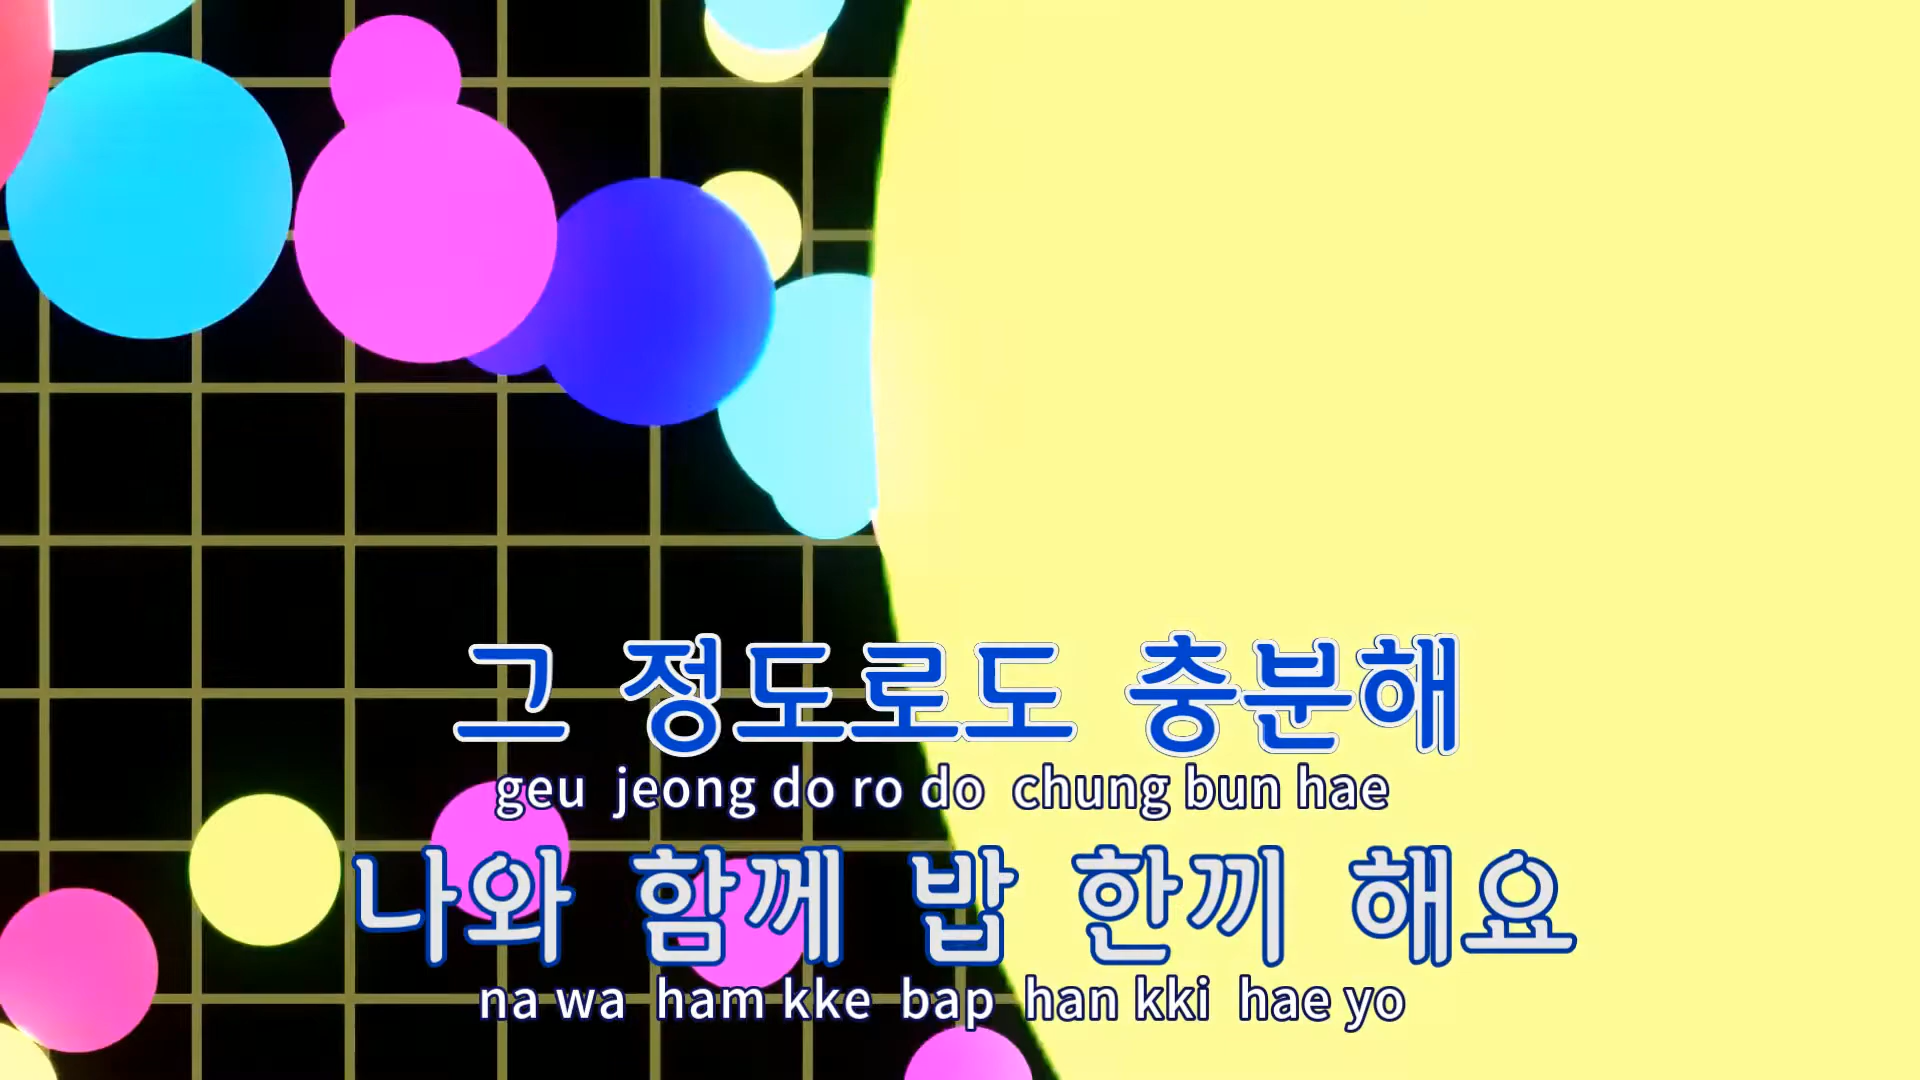 그 정도로도 충분해
geu jeong do ro do chung bun hae
나와 함께 밥 한끼 해요
na wa ham kke bap han kki hae yo